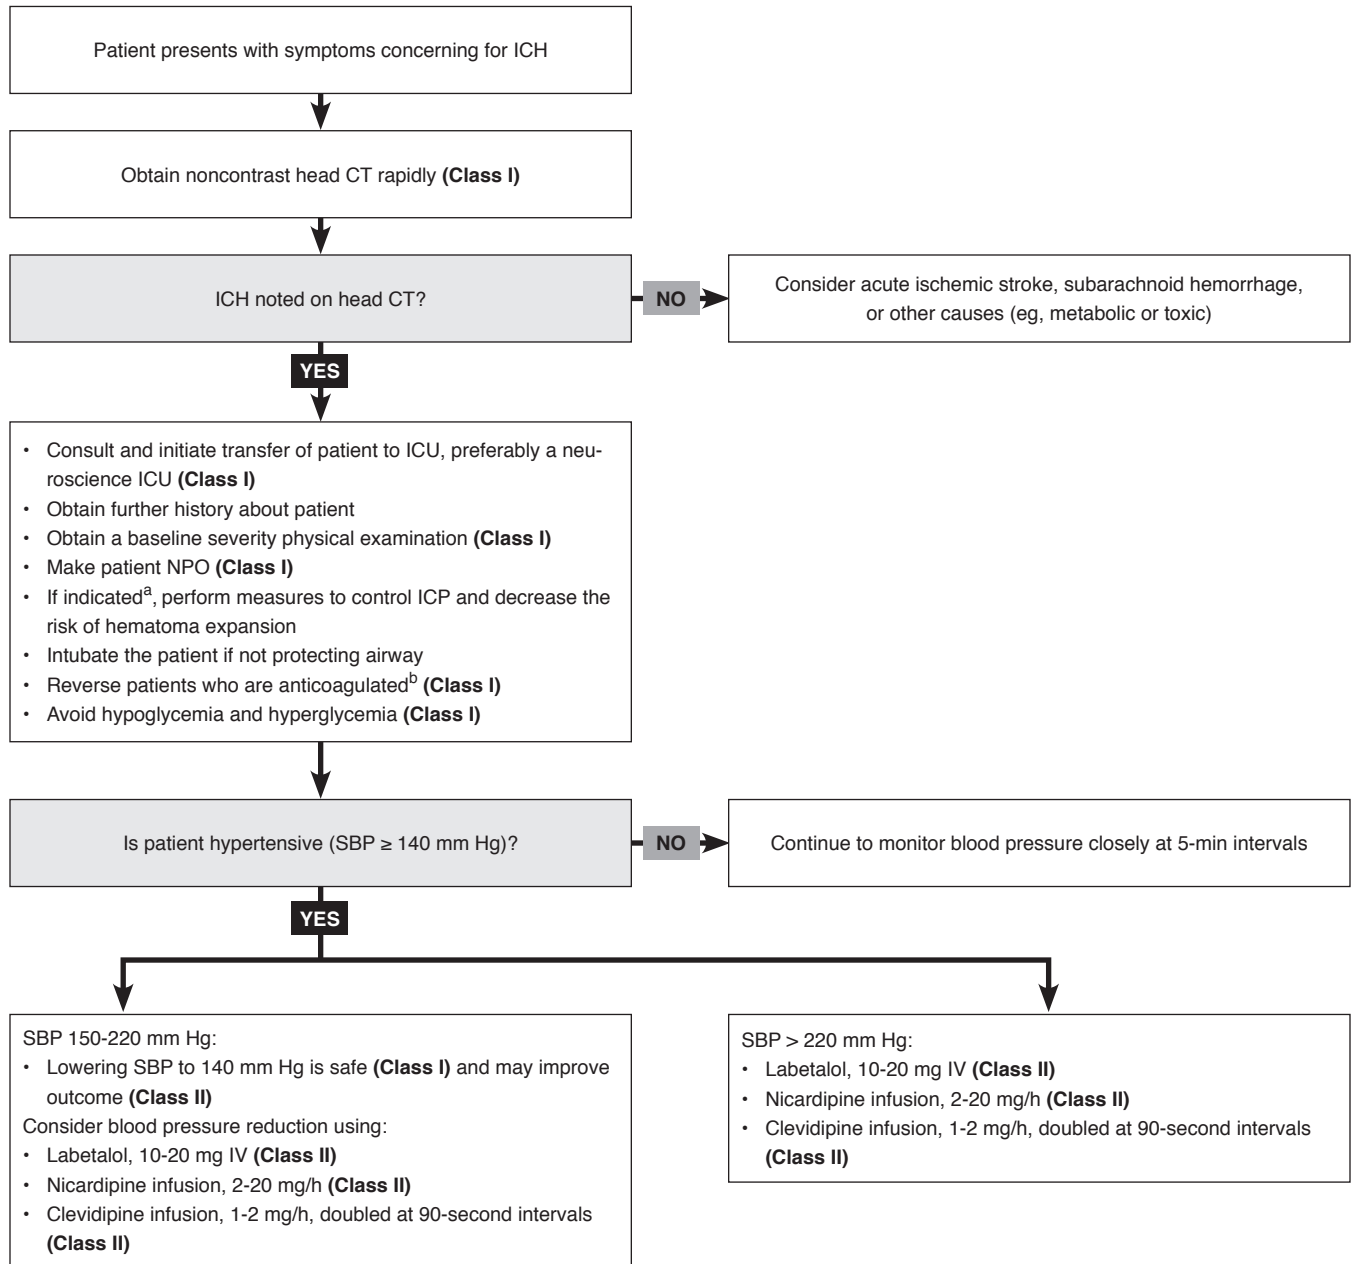 Patient presents with symptoms concerning for ICH
Obtain noncontrast head CT rapidly (Class I)
ICH noted on head CT?
NO
Consider acute ischemic stroke, subarachnoid hemorrhage,
or other causes (eg, metabolic or toxic)
YES
• Consult and initiate transfer of patient to ICU, preferably a neu-
roscience ICU (Class I)
• Obtain further history about patient
• Obtain a baseline severity physical examination (Class I)
• Make patient NPO (Class I)
• If indicatedᵃ, perform measures to control ICP and decrease the
risk of hematoma expansion
• Intubate the patient if not protecting airway
• Reverse patients who are anticoagulatedᵇ (Class I)
• Avoid hypoglycemia and hyperglycemia (Class I)
Is patient hypertensive (SBP ≥ 140 mm Hg)?
NO
Continue to monitor blood pressure closely at 5-min intervals
YES
SBP 150-220 mm Hg:
• Lowering SBP to 140 mm Hg is safe (Class I) and may improve
outcome (Class II)
Consider blood pressure reduction using:
• Labetalol, 10-20 mg IV (Class II)
• Nicardipine infusion, 2-20 mg/h (Class II)
• Clevidipine infusion, 1-2 mg/h, doubled at 90-second intervals
(Class II)
SBP > 220 mm Hg:
• Labetalol, 10-20 mg IV (Class II)
• Nicardipine infusion, 2-20 mg/h (Class II)
• Clevidipine infusion, 1-2 mg/h, doubled at 90-second intervals
(Class II)